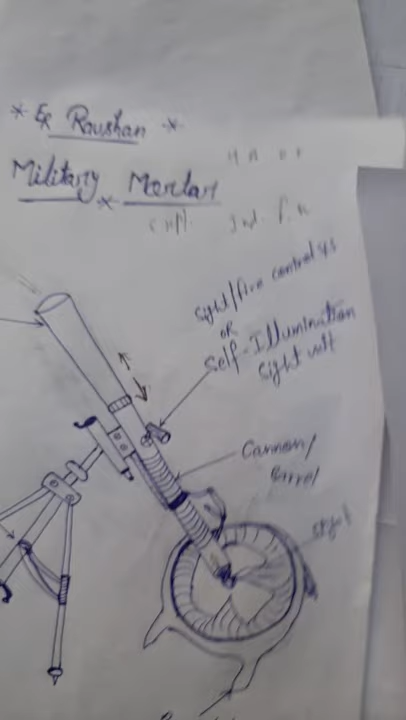 * Er Raushan *
Military Mortar
Sight/fire control sys
OR
Self-Illumination
Sight unit
Cannon/
Barrel